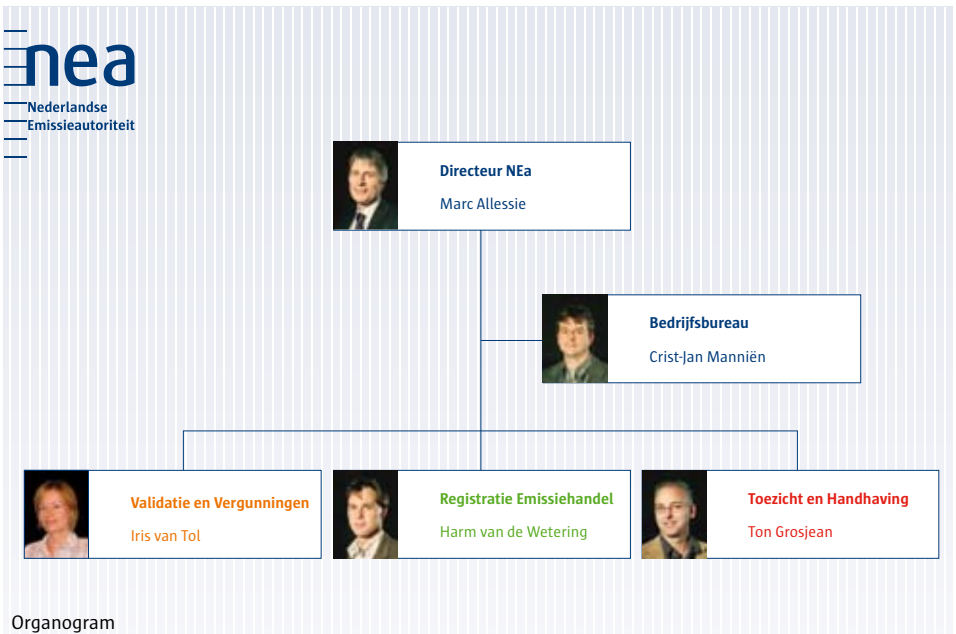 nea
Nederlandse
Emissieautoriteit
Directeur NEa
Marc Allessie
Bedrijfsbureau
Crist-Jan Manniën
Validatie en Vergunningen
Iris van Tol
Registratie Emissiehandel
Harm van de Wetering
Toezicht en Handhaving
Ton Grosjean
Organogram